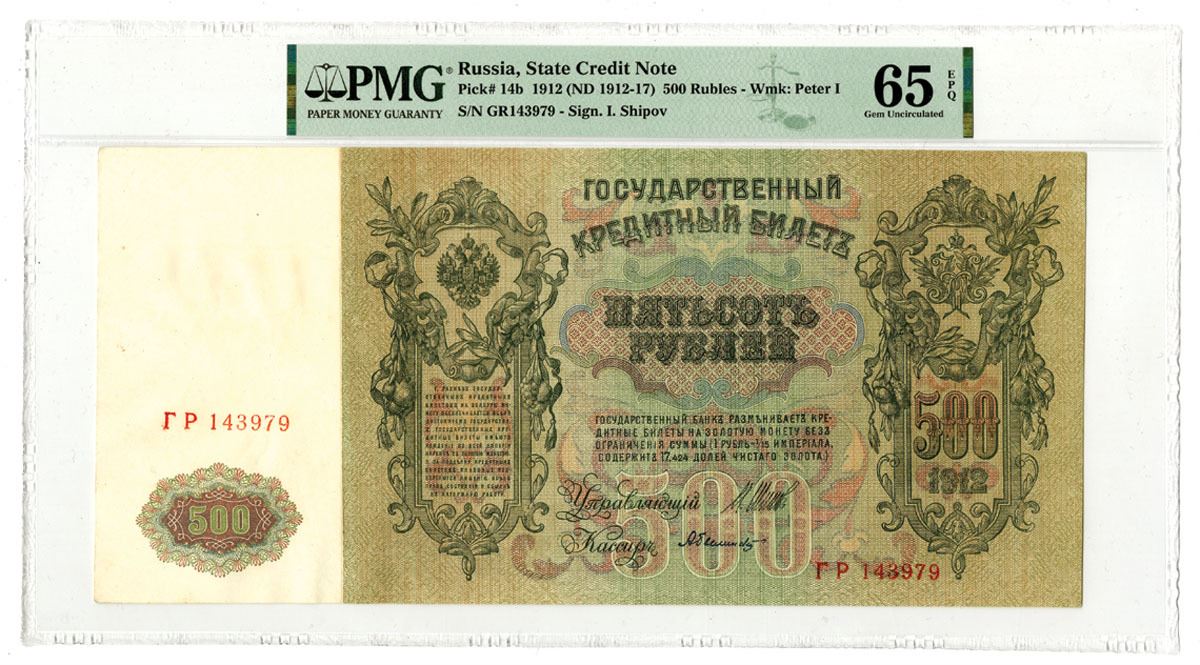 PMG®
PAPER MONEY GUARANTY
Russia, State Credit Note
Pick# 14b 1912 (ND 1912-17) 500 Rubles - Wmk: Peter I
S/N GR143979 - Sign. I. Shipov
65 EPQ
Gem Uncirculated
ГОСУДАРСТВЕННЫЙ
КРЕДИТНЫЙ БИЛЕТЪ
ПЯТЬСОТЪ
РУБЛЕЙ
ГОСУДАРСТВЕННЫЙ БАНКЪ РАЗМѢНИВАЕТЪ КРЕ-
ДИТНЫЕ БИЛЕТЫ НА ЗОЛОТУЮ МОНЕТУ БЕЗЪ
ОГРАНИЧЕНІЯ СУММЫ (1 РУБЛЬ=1/15 ИМПЕРІАЛА,
СОДЕРЖИТЪ 17,424 ДОЛЕЙ ЧИСТАГО ЗОЛОТА.)
Управляющій
Кассиръ
500
500
1912
ГР 143979
500
ГР 143979